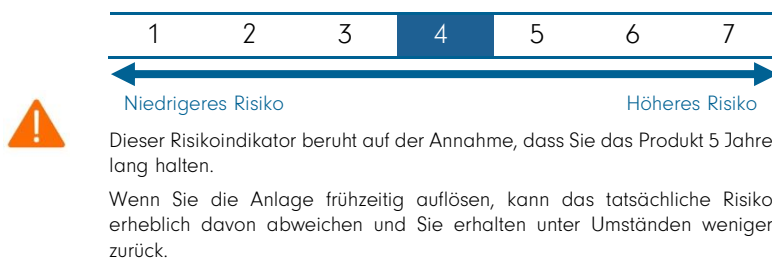 1 2 3 4 5 6 7
Niedrigeres Risiko Höheres Risiko
Dieser Risikoindikator beruht auf der Annahme, dass Sie das Produkt 5 Jahre
lang halten.
Wenn Sie die Anlage frühzeitig auflösen, kann das tatsächliche Risiko
erheblich davon abweichen und Sie erhalten unter Umständen weniger
zurück.